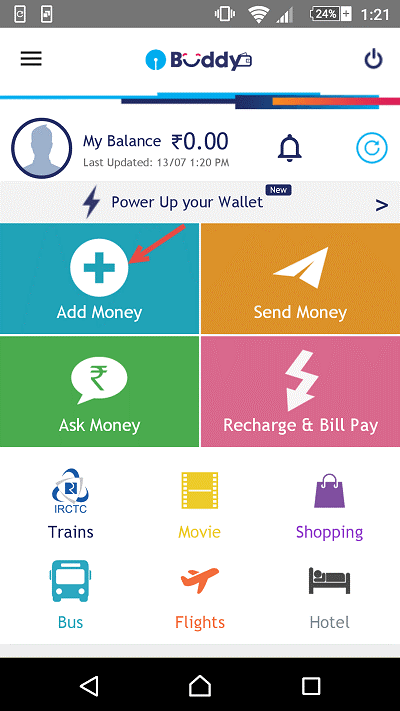 24% 1:21
Buddy
My Balance ₹0.00
Last Updated: 13/07 1:20 PM
Power Up your Wallet New >
Add Money
Send Money
₹
Ask Money
Recharge & Bill Pay
IRCTC
Trains
Movie
Shopping
Bus
Flights
Hotel